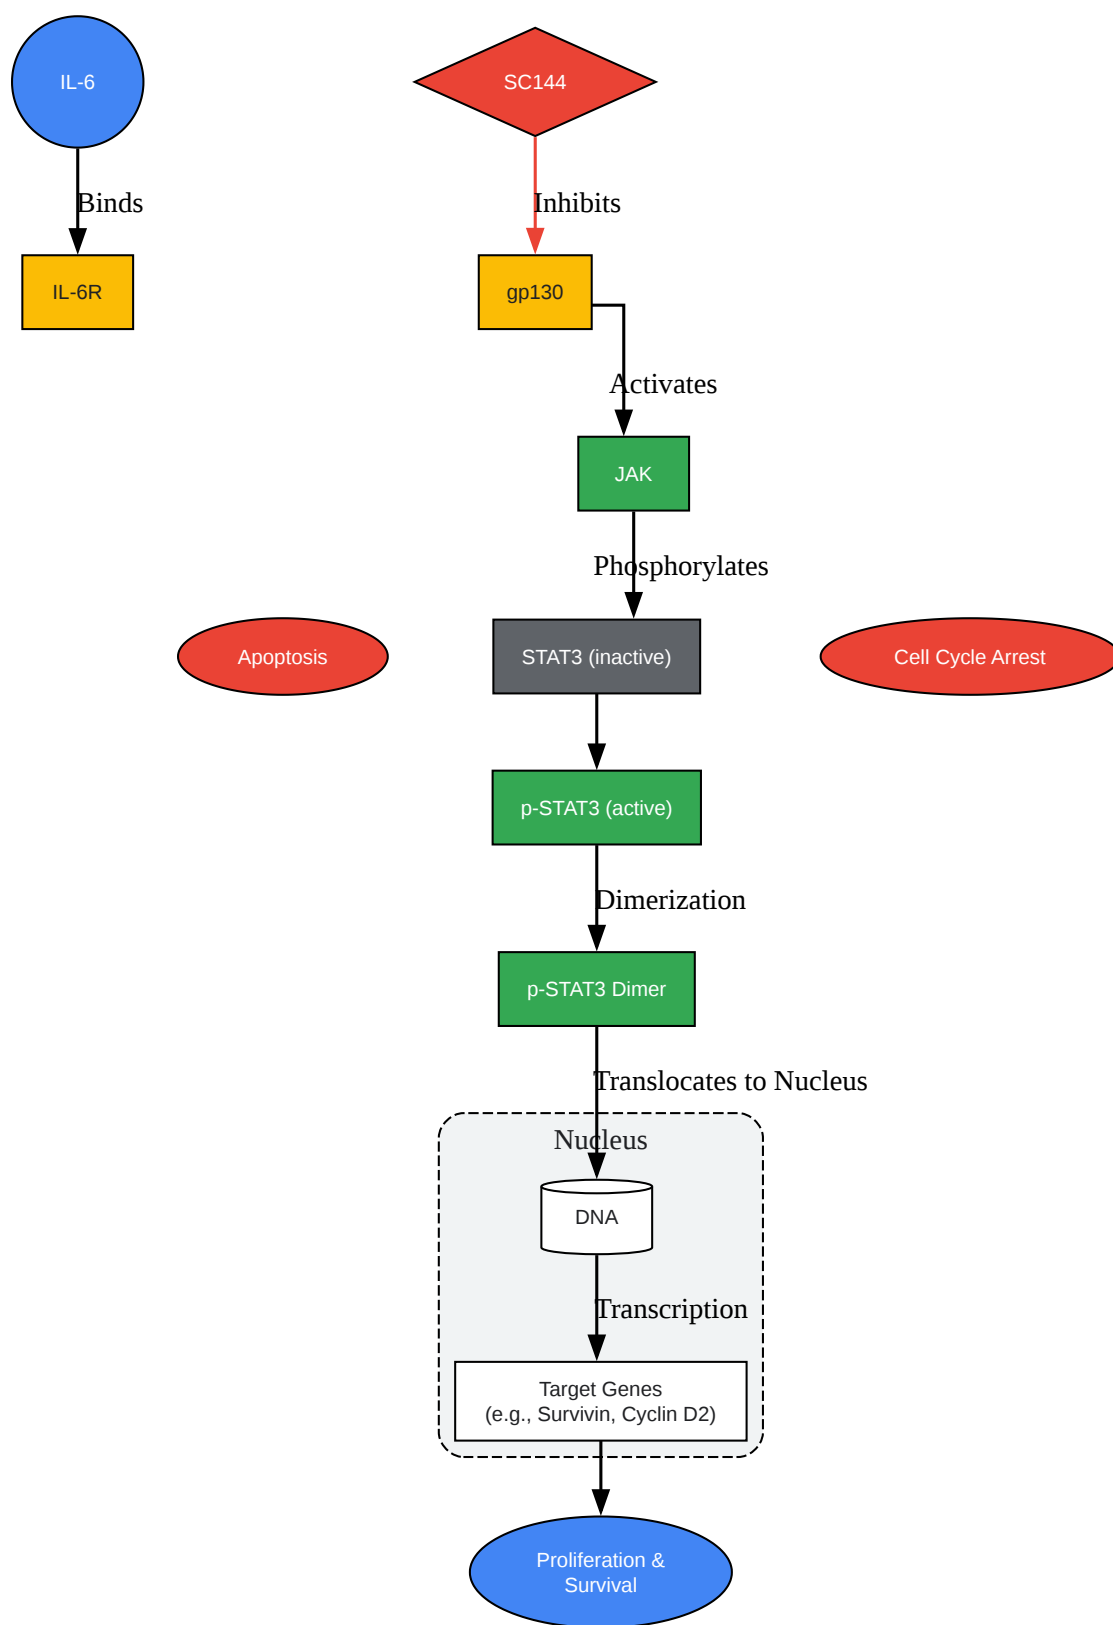 IL-6
SC144
Binds
Inhibits
IL-6R
gp130
Activates
JAK
Phosphorylates
Apoptosis
STAT3 (inactive)
Cell Cycle Arrest
p-STAT3 (active)
Dimerization
p-STAT3 Dimer
Translocates to Nucleus
Nucleus
DNA
Transcription
Target Genes
(e.g., Survivin, Cyclin D2)
Proliferation &
Survival